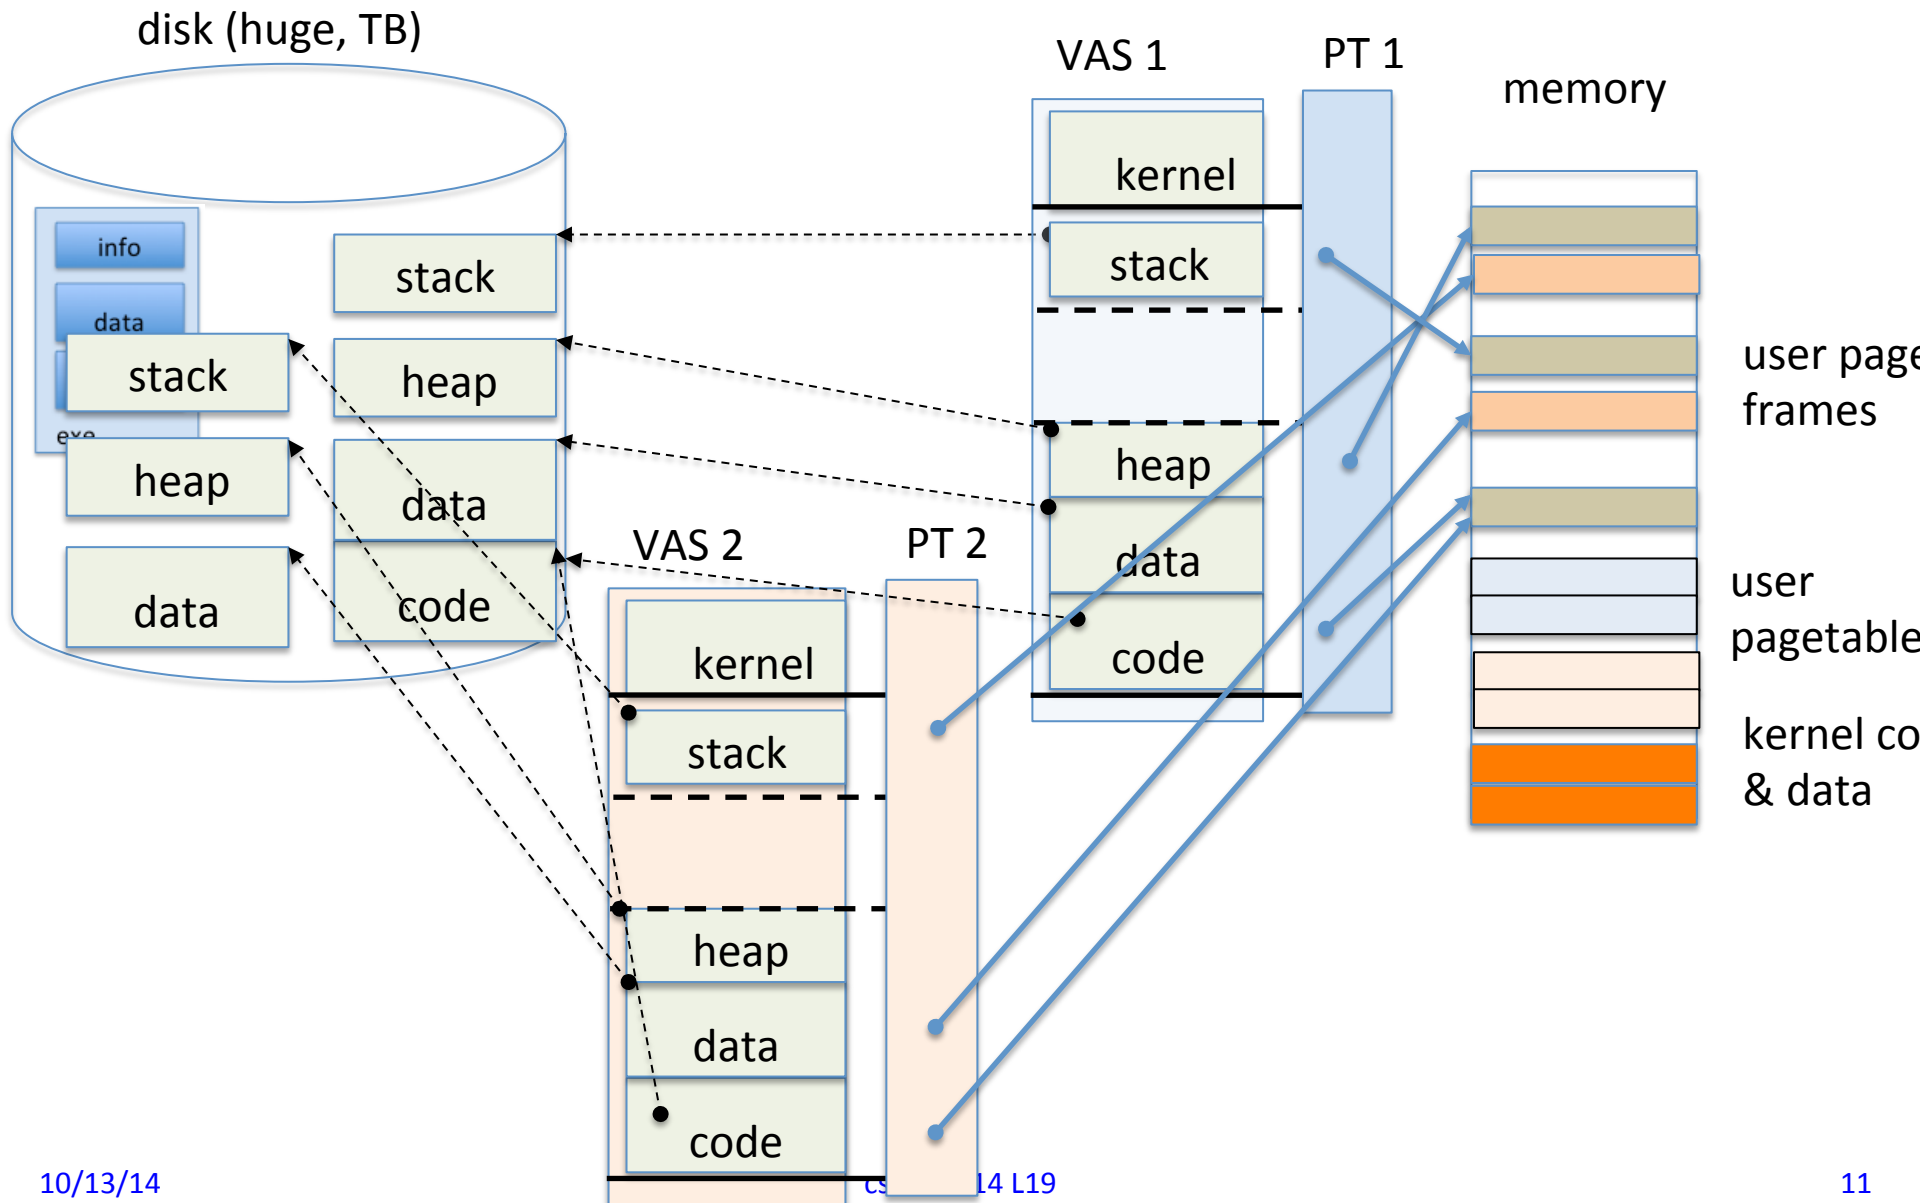 disk (huge, TB)
VAS 1
PT 1
memory
kernel
info
stack
stack
data
stack
heap
user page
frames
exe
heap
heap
data
VAS 2
PT 2
data
user
pagetable
data
code
kernel
code
kernel co
& data
stack
heap
data
code
10/13/14
cs
14 L19
11